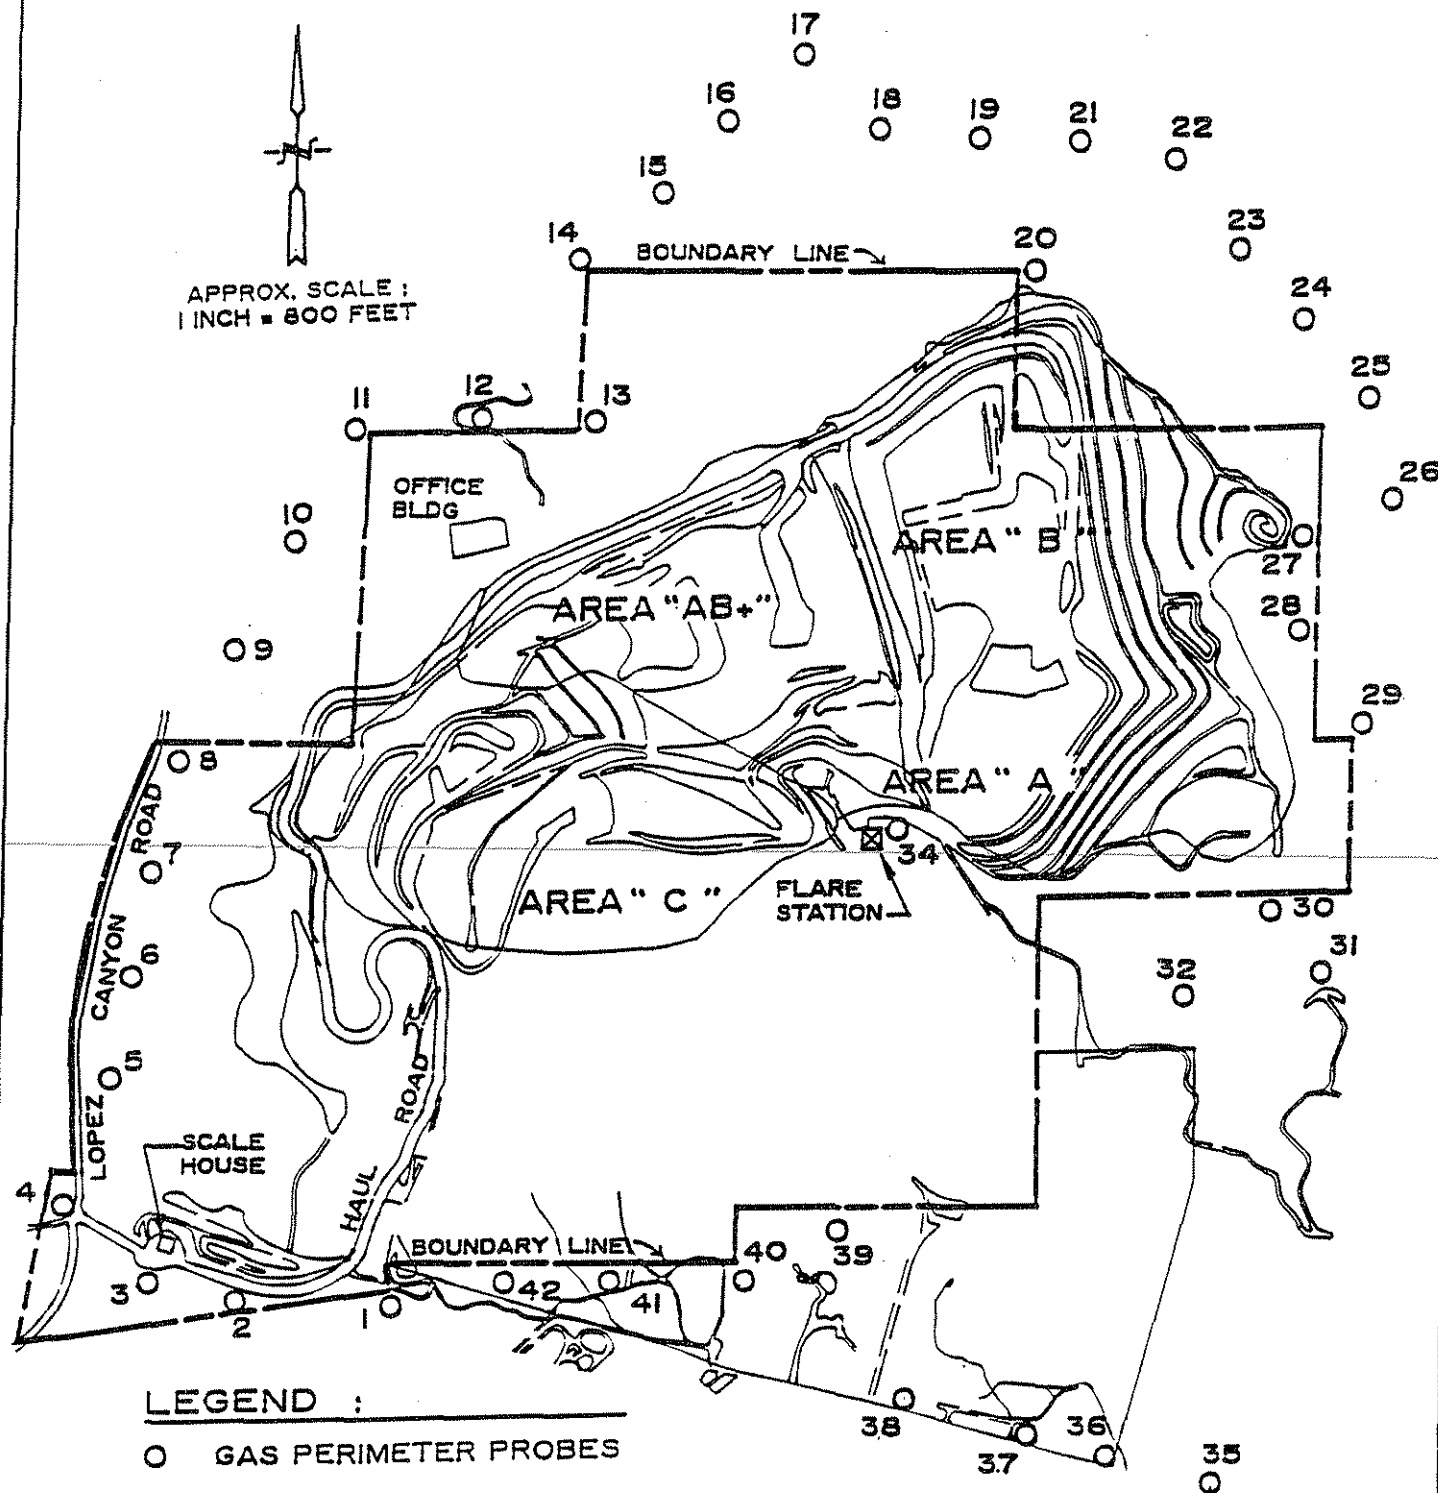 17
16
18
19
21
22
15
23
14
BOUNDARY LINE
20
APPROX. SCALE :
1 INCH = 800 FEET
24
25
11
12
13
OFFICE
BLDG
26
10
AREA "B"
27
AREA "AB+"
28
9
29
8
AREA "A"
ROAD
7
34
FLARE
STATION
AREA "C"
30
CANYON
6
31
32
5
ROAD
LOPEZ
SCALE
HOUSE
4
HAUL
BOUNDARY LINE
40
39
3
2
1
42
41
LEGEND :
38
37
36
35
GAS PERIMETER PROBES